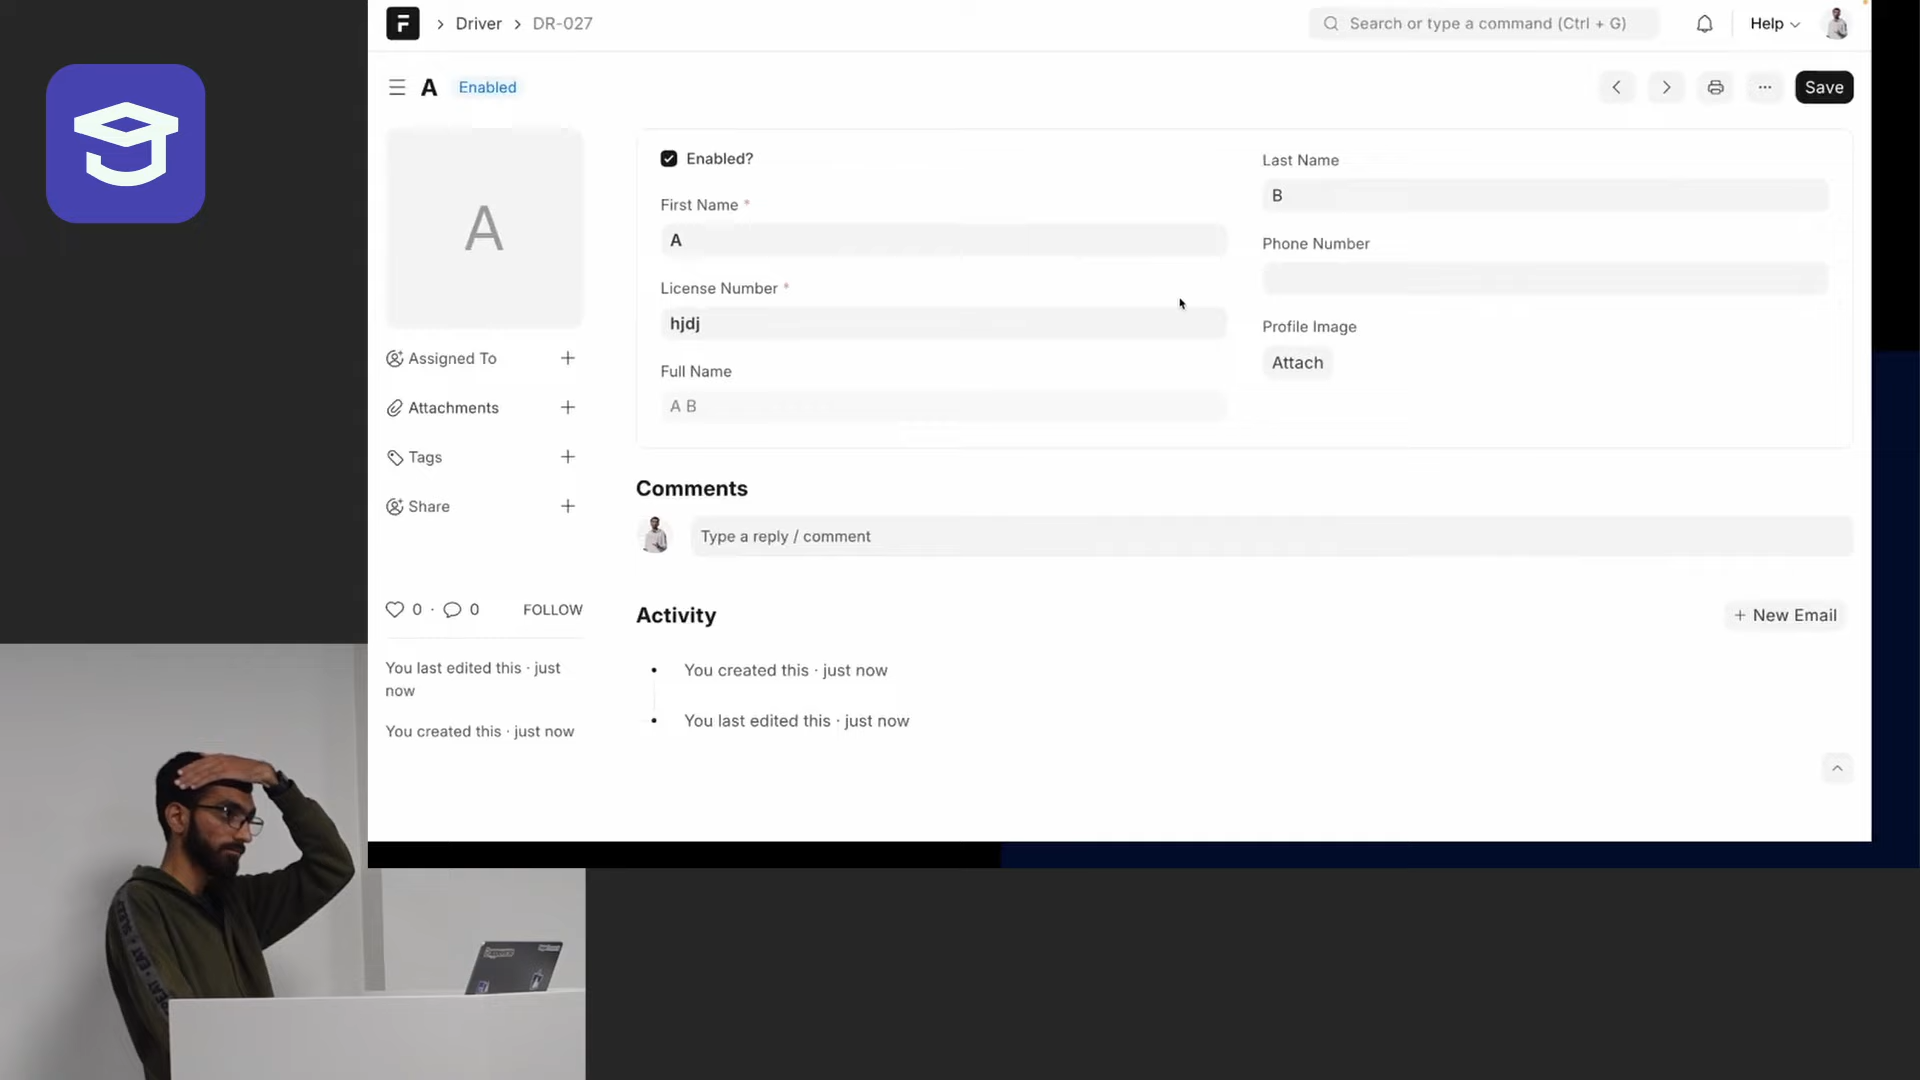 Driver
DR-027
Search or type a command (Ctrl + G)
Help
A
Enabled
Save
A
Enabled?
First Name *
A
License Number *
hjdj
Full Name
A B
Last Name
B
Phone Number
Profile Image
Attach
Assigned To
Attachments
Tags
Share
0 · 0
FOLLOW
You last edited this · just
now
You created this · just now
Comments
Type a reply / comment
Activity
New Email
You created this · just now
You last edited this · just now
EAT • SLEEP